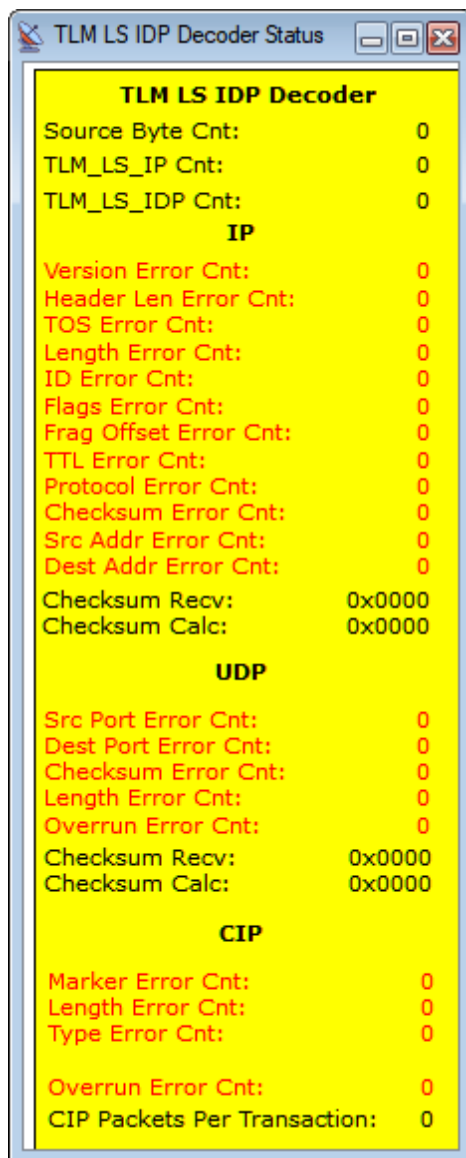 TLM LS IDP Decoder Status
TLM LS IDP Decoder
Source Byte Cnt: 0
TLM_LS_IP Cnt: 0
TLM_LS_IDP Cnt: 0
IP
Version Error Cnt: 0
Header Len Error Cnt: 0
TOS Error Cnt: 0
Length Error Cnt: 0
ID Error Cnt: 0
Flags Error Cnt: 0
Frag Offset Error Cnt: 0
TTL Error Cnt: 0
Protocol Error Cnt: 0
Checksum Error Cnt: 0
Src Addr Error Cnt: 0
Dest Addr Error Cnt: 0
Checksum Recv: 0x0000
Checksum Calc: 0x0000
UDP
Src Port Error Cnt: 0
Dest Port Error Cnt: 0
Checksum Error Cnt: 0
Length Error Cnt: 0
Overrun Error Cnt: 0
Checksum Recv: 0x0000
Checksum Calc: 0x0000
CIP
Marker Error Cnt: 0
Length Error Cnt: 0
Type Error Cnt: 0
Overrun Error Cnt: 0
CIP Packets Per Transaction: 0